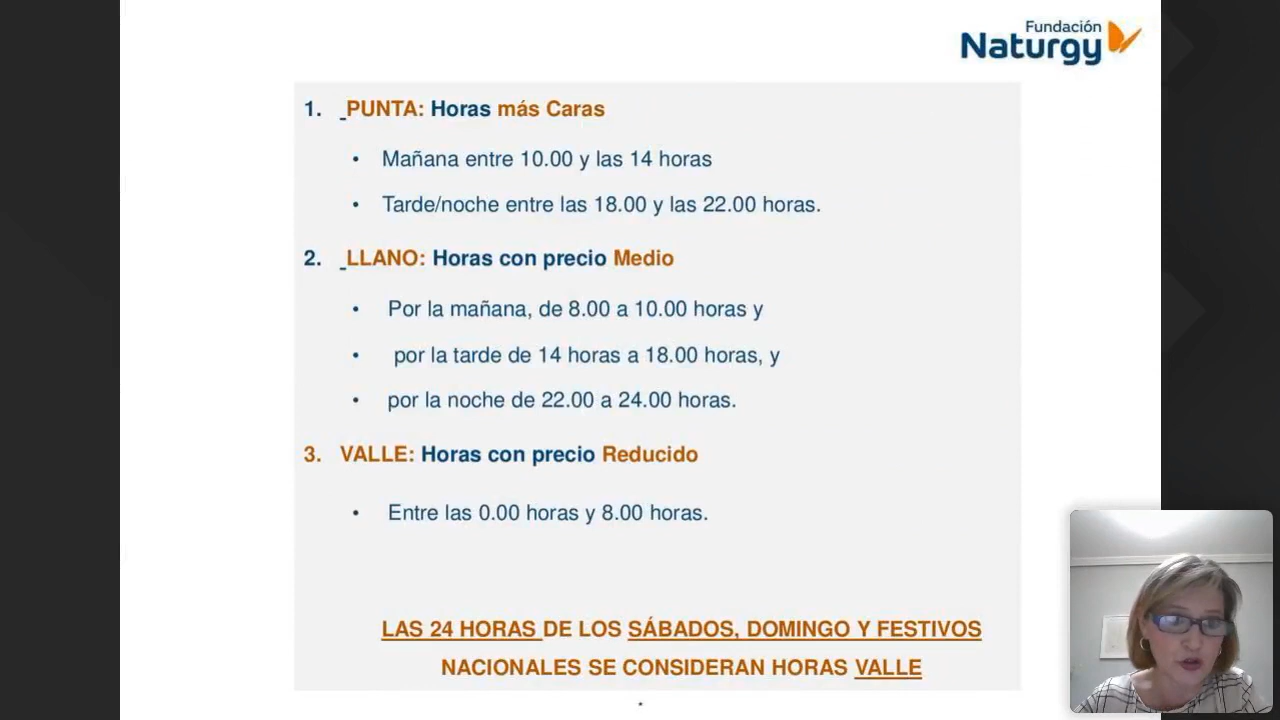 Fundación
Naturgy
1. PUNTA: Horas más Caras
• Mañana entre 10.00 y las 14 horas
• Tarde/noche entre las 18.00 y las 22.00 horas.
2. LLANO: Horas con precio Medio
• Por la mañana, de 8.00 a 10.00 horas y
• por la tarde de 14 horas a 18.00 horas, y
• por la noche de 22.00 a 24.00 horas.
3. VALLE: Horas con precio Reducido
• Entre las 0.00 horas y 8.00 horas.
LAS 24 HORAS DE LOS SÁBADOS, DOMINGO Y FESTIVOS
NACIONALES SE CONSIDERAN HORAS VALLE